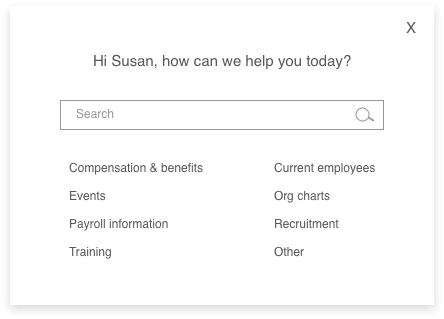 X
Hi Susan, how can we help you today?
Search
Compensation & benefits
Current employees
Events
Org charts
Payroll information
Recruitment
Training
Other